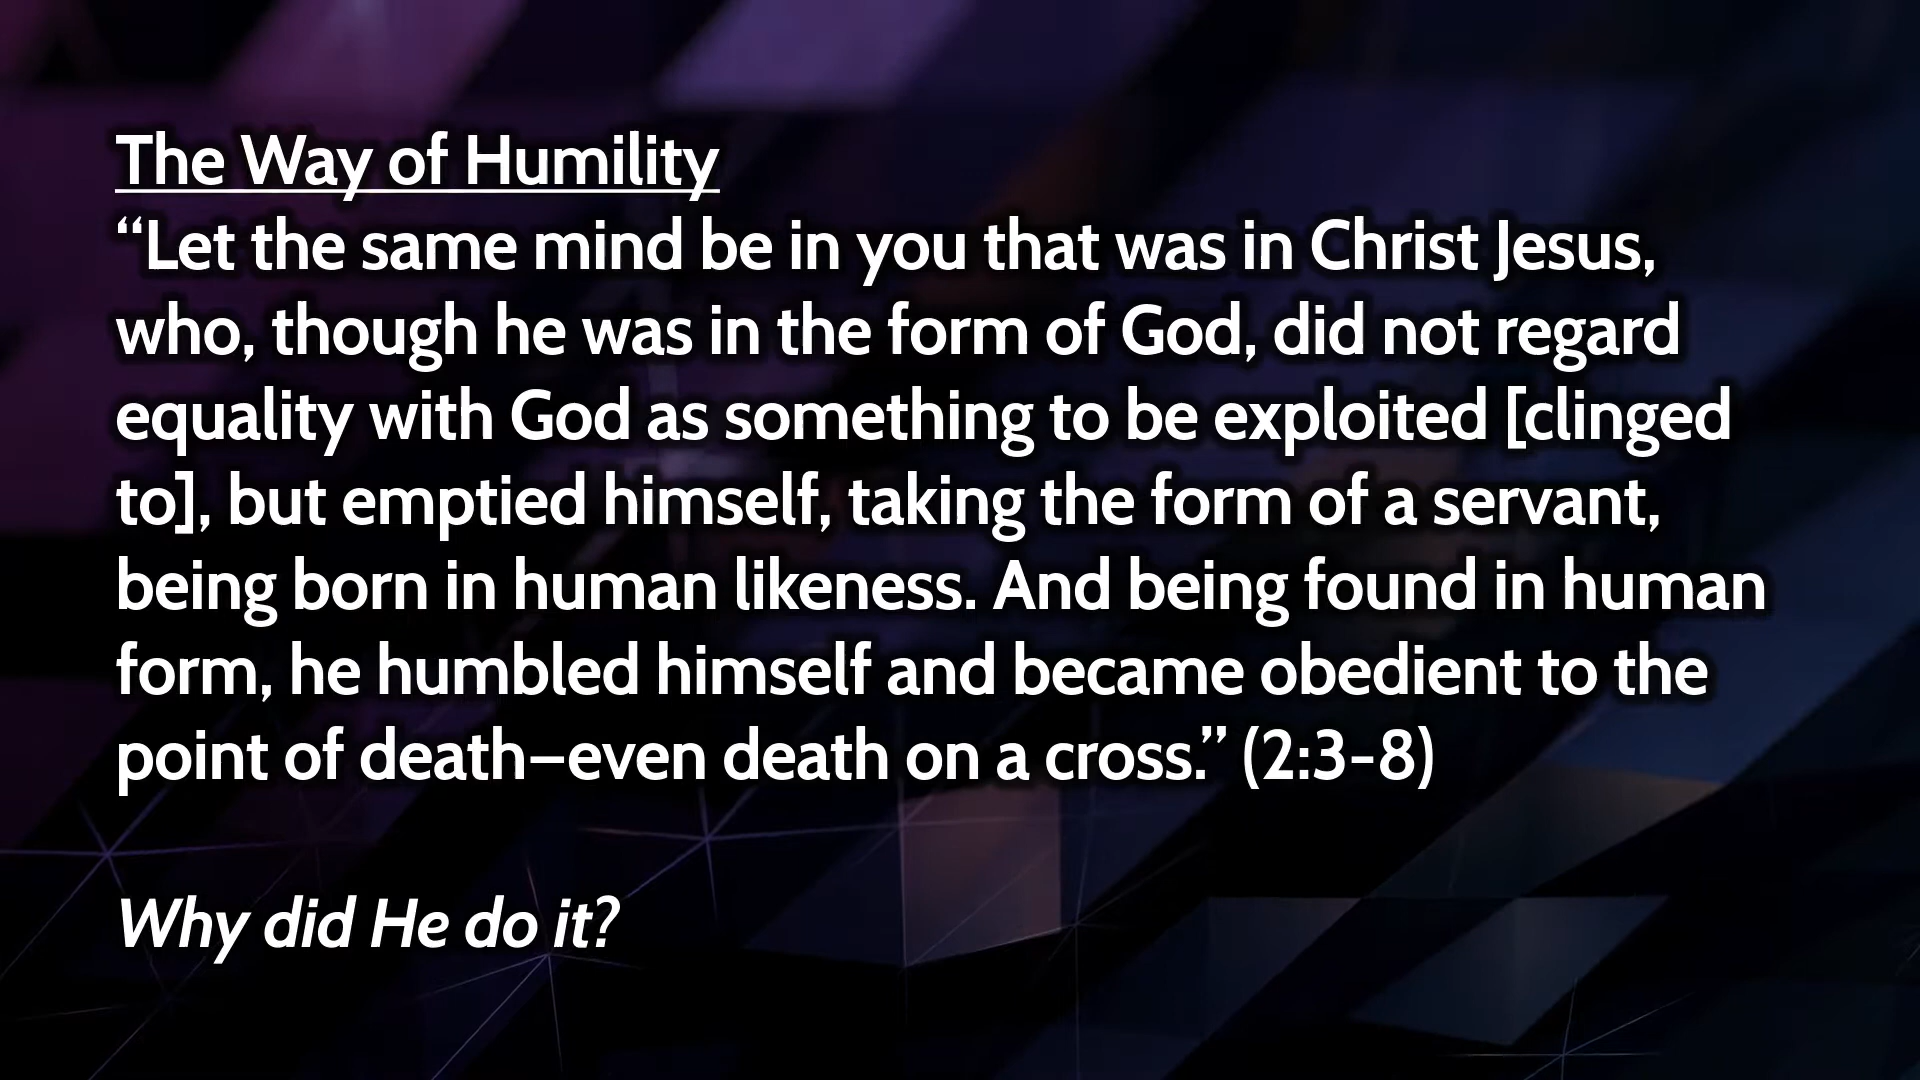 The Way of Humility
“Let the same mind be in you that was in Christ Jesus,
who, though he was in the form of God, did not regard
equality with God as something to be exploited [clinged
to], but emptied himself, taking the form of a servant,
being born in human likeness. And being found in human
form, he humbled himself and became obedient to the
point of death–even death on a cross.” (2:3-8)
Why did He do it?